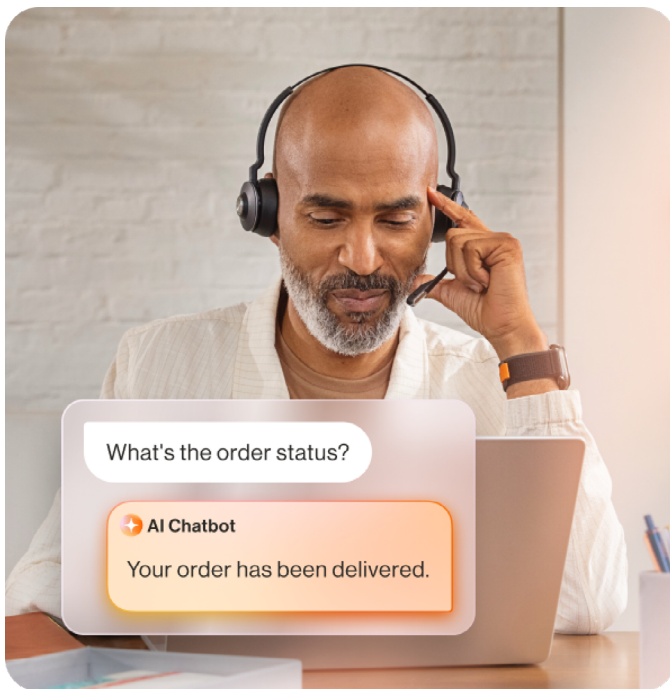 What's the order status?
AI Chatbot
Your order has been delivered.